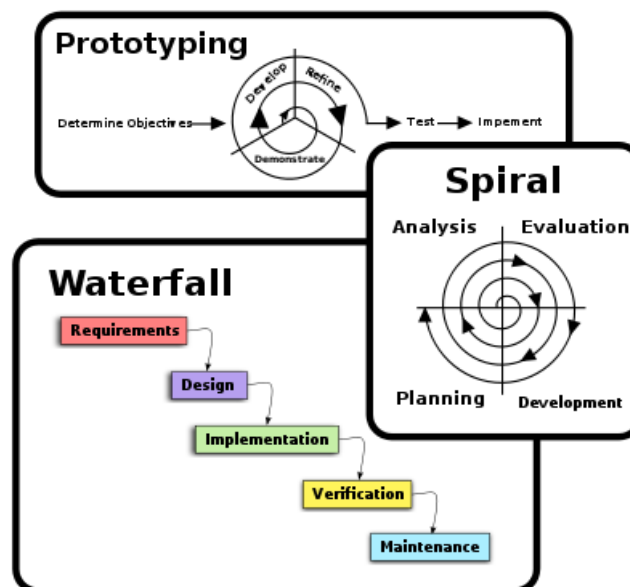 Prototyping
Develop
Refine
Determine Objectives
Test
Impement
Demonstrate
Spiral
Analysis
Evaluation
Planning
Development
Waterfall
Requirements
Design
Implementation
Verification
Maintenance